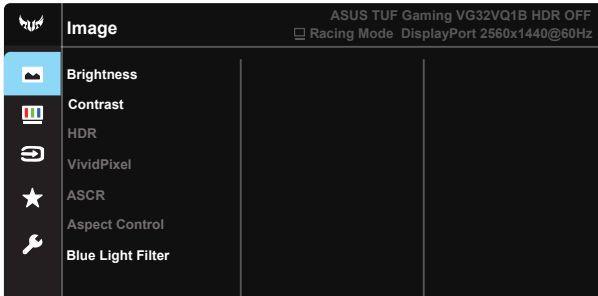 Image
ASUS TUF Gaming VG32VQ1B HDR OFF
Racing Mode DisplayPort 2560x1440@60Hz
Brightness
Contrast
HDR
VividPixel
ASCR
Aspect Control
Blue Light Filter